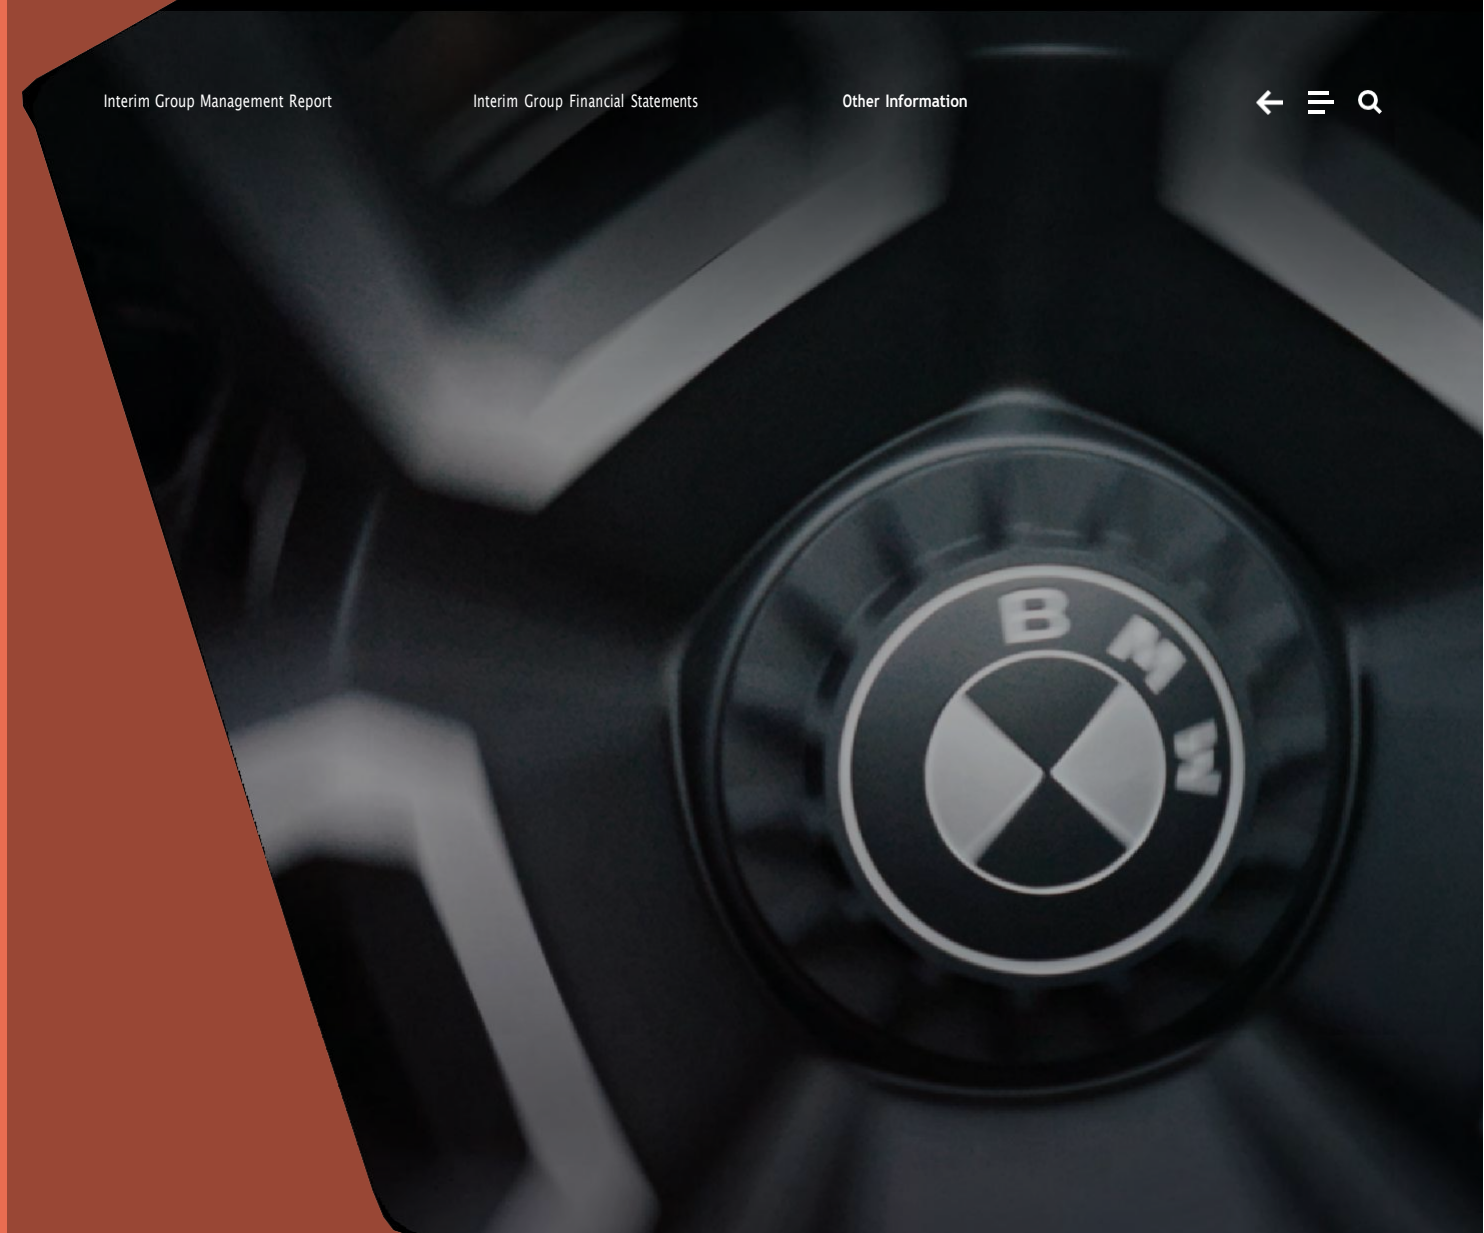 Interim Group Management Report
Interim Group Financial Statements
Other Information
BMW